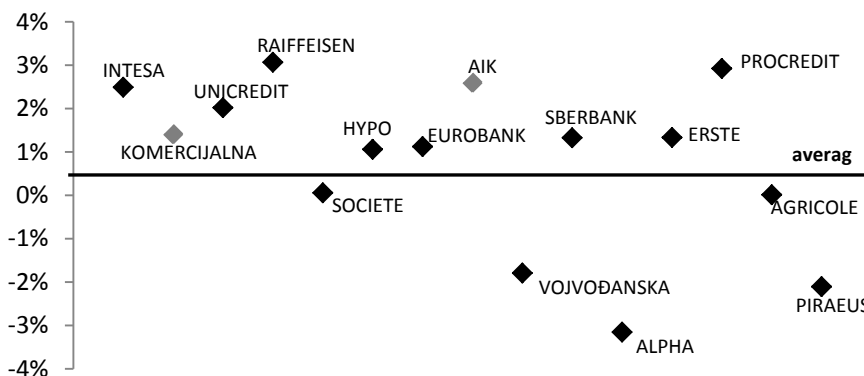 4%
3%
2%
1%
0%
-1%
-2%
-3%
-4%
INTESA
KOMERCIJALNA
UNICREDIT
RAIFFEISEN
SOCIETE
HYPO
EUROBANK
AIK
VOJVOĐANSKA
SBERBANK
ALPHA
ERSTE
PROCREDIT
averag
AGRICOLE
PIRAEUS